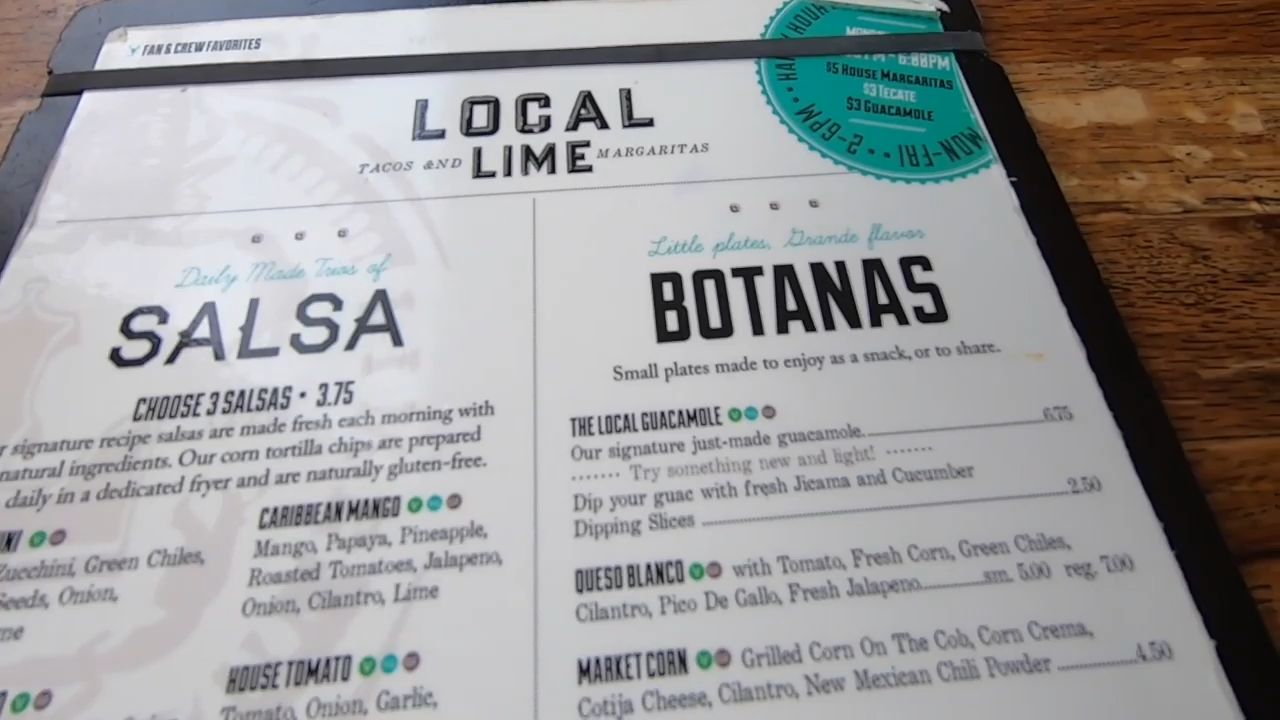 FAN & CREW FAVORITES
LOCAL
TACOS AND LIME MARGARITAS
6:00PM
$5 HOUSE MARGARITAS
$3 TECATE
$3 GUACAMOLE
MON-FRI • • 2-6PM •
Daily Made Trios of
SALSA
CHOOSE 3 SALSAS • 3.75
signature recipe salsas are made fresh each morning with
natural ingredients. Our corn tortilla chips are prepared
daily in a dedicated fryer and are naturally gluten-free.
Zucchini, Green Chiles,
Onion,
CARIBBEAN MANGO
Mango, Papaya, Pineapple,
Roasted Tomatoes, Jalapeno,
Onion, Cilantro, Lime
HOUSE TOMATO
Tomato, Onion, Garlic,
Little plates, Grande flavor
BOTANAS
Small plates made to enjoy as a snack, or to share.
THE LOCAL GUACAMOLE
Our signature just-made guacamole 6.75
....... Try something new and light! .......
Dip your guac with fresh Jicama and Cucumber
Dipping Slices 2.50
QUESO BLANCO with Tomato, Fresh Corn, Green Chiles,
Cilantro, Pico De Gallo, Fresh Jalapeno sm. 5.00 reg. 7.00
MARKET CORN Grilled Corn On The Cob, Corn Crema,
Cotija Cheese, Cilantro, New Mexican Chili Powder 4.50